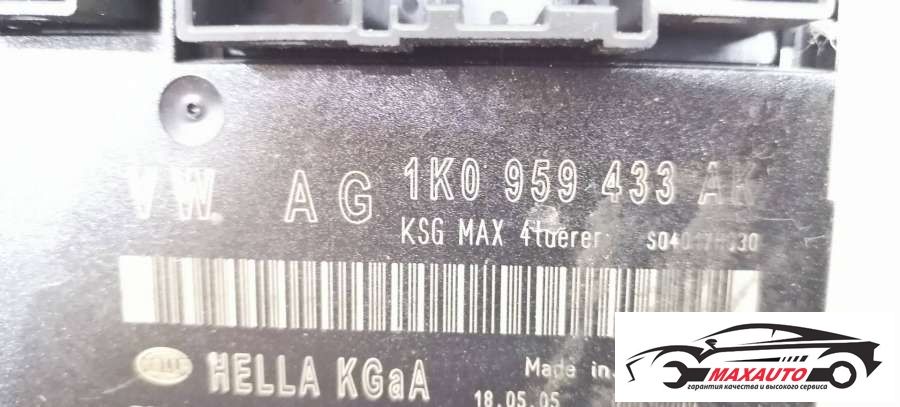 VW. AG 1K0 959 433 AK
KSG MAX 4tuerer
HELLA KGaA Made in
18.05.05
MAXAUTO
гарантия качества и высокого сервиса